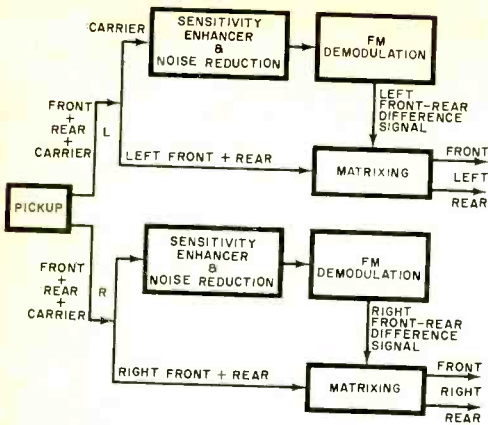 CARRIER
SENSITIVITY
ENHANCER
&
NOISE REDUCTION
FM
DEMODULATION
FRONT
+
REAR
+
CARRIER
L
LEFT
FRONT-REAR
DIFFERENCE
SIGNAL
LEFT FRONT + REAR
MATRIXING
FRONT
LEFT
REAR
PICKUP
FRONT
+
REAR
+
CARRIER
R
SENSITIVITY
ENHANCER
&
NOISE REDUCTION
FM
DEMODULATION
RIGHT
FRONT-REAR
DIFFERENCE
SIGNAL
RIGHT FRONT + REAR
MATRIXING
FRONT
RIGHT
REAR